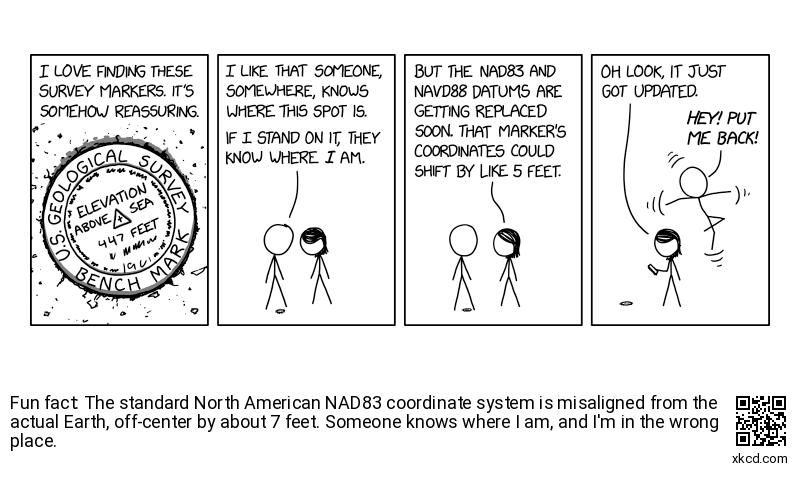 I LOVE FINDING THESE
SURVEY MARKERS. IT'S
SOMEHOW REASSURING.
U.S. GEOLOGICAL SURVEY
BENCH MARK
ELEVATION
ABOVE SEA
447 FEET
I LIKE THAT SOMEONE,
SOMEWHERE, KNOWS
WHERE THIS SPOT IS.
IF I STAND ON IT, THEY
KNOW WHERE I AM.
BUT THE NAD83 AND
NAVD88 DATUMS ARE
GETTING REPLACED
SOON. THAT MARKER'S
COORDINATES COULD
SHIFT BY LIKE 5 FEET.
OH LOOK, IT JUST
GOT UPDATED.
HEY! PUT
ME BACK!
Fun fact: The standard North American NAD83 coordinate system is misaligned from the
actual Earth, off-center by about 7 feet. Someone knows where I am, and I'm in the wrong
place.
xkcd.com